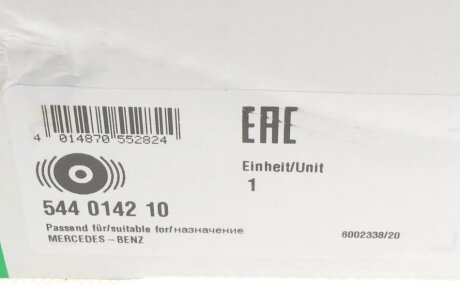 4 014870 552824
EAC
Einheit/Unit
1
544 0142 10
Passend für/suitable for/назначение
MERCEDES-BENZ
6002338/20